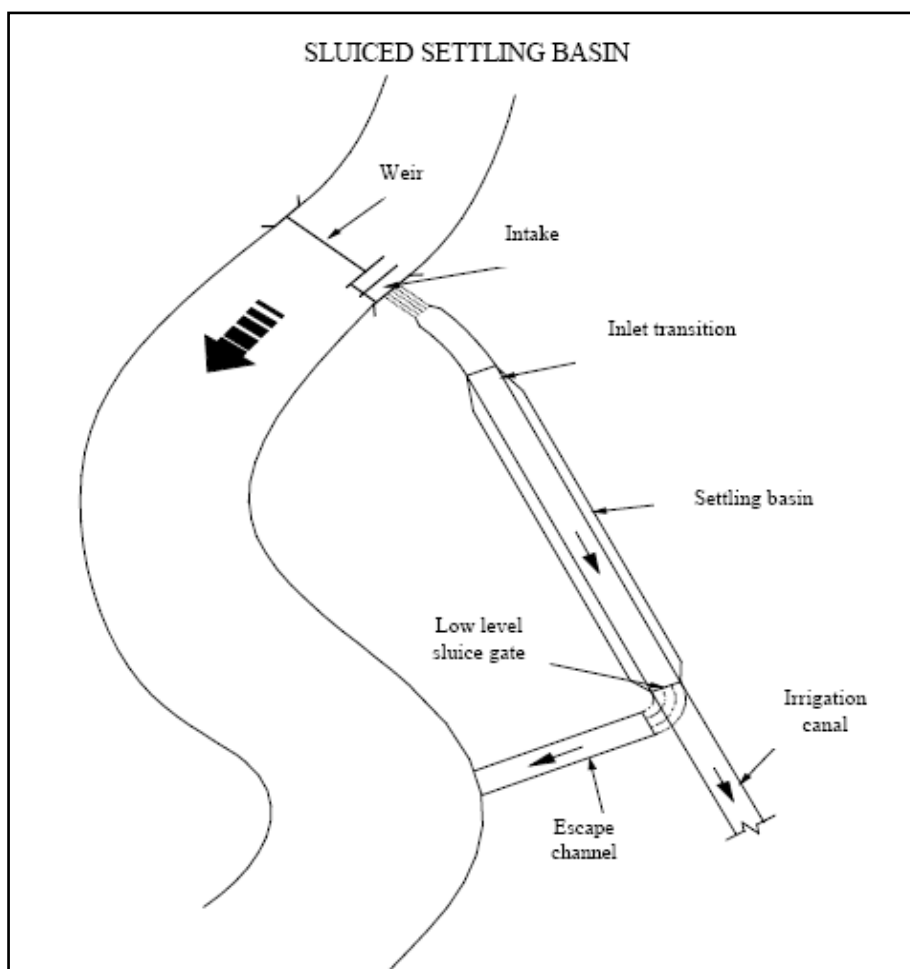 SLUICED SETTLING BASIN
Weir
Intake
Inlet transition
Settling basin
Low level
sluice gate
Irrigation
canal
Escape
channel